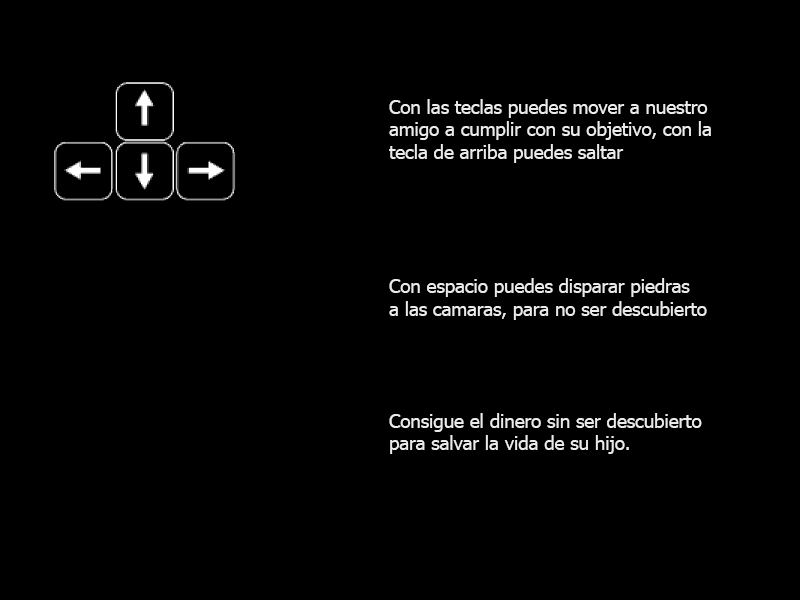 Con las teclas puedes mover a nuestro
amigo a cumplir con su objetivo, con la
tecla de arriba puedes saltar
Con espacio puedes disparar piedras
a las camaras, para no ser descubierto
Consigue el dinero sin ser descubierto
para salvar la vida de su hijo.